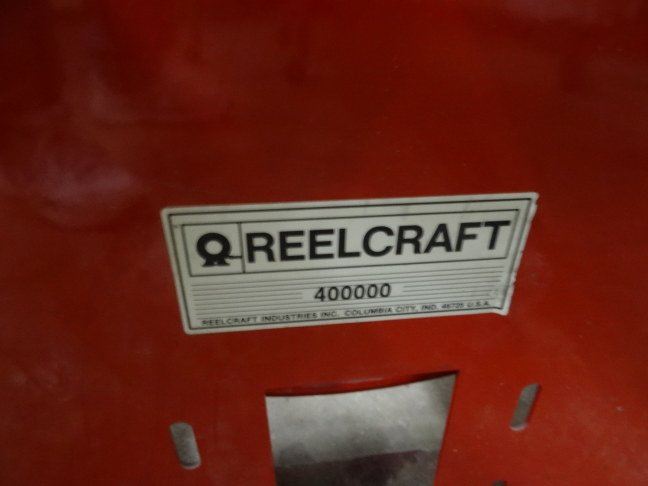 REELCRAFT
400000
REELCRAFT INDUSTRIES INC. COLUMBIA CITY, IND. 46725 U.S.A.